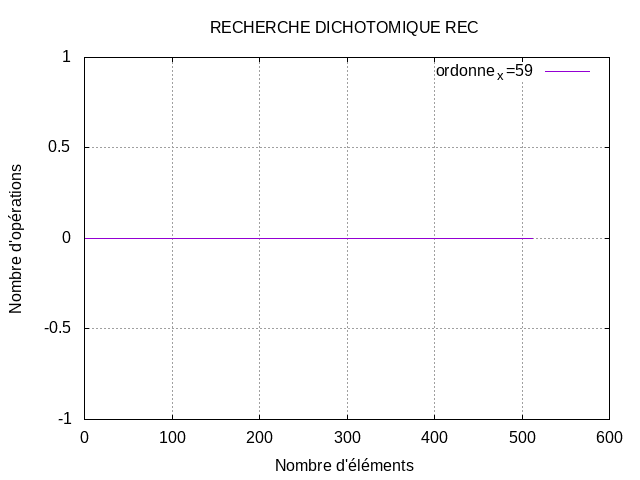 RECHERCHE DICHOTOMIQUE REC
1
ordonneₓ=59
0.5
Nombre d'opérations
0
-0.5
-1
0 100 200 300 400 500 600
Nombre d'éléments